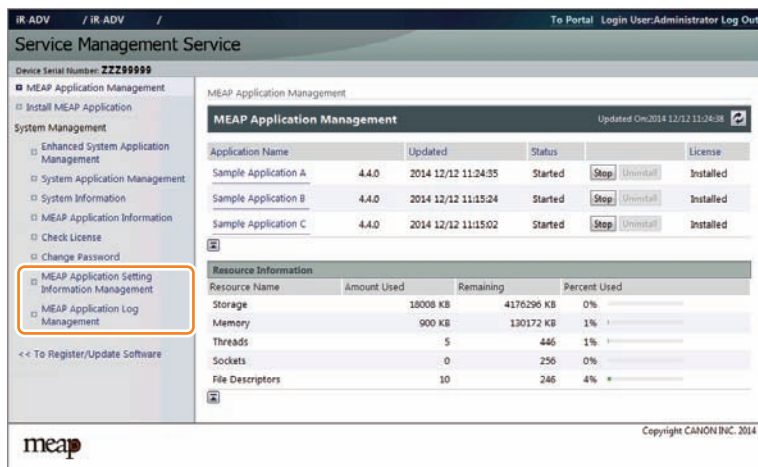 iR-ADV / iR-ADV / To Portal Login User:Administrator Log Out
Service Management Service
Device Serial Number: ZZZ99999
MEAP Application Management
Install MEAP Application
System Management
Enhanced System Application
Management
System Application Management
System Information
MEAP Application Information
Check License
Change Password
MEAP Application Setting
Information Management
MEAP Application Log
Management
<< To Register/Update Software
MEAP Application Management
MEAP Application Management Updated On:2014 12/12 11:24:38
Application Name Updated Status License
Sample Application A 4.4.0 2014 12/12 11:24:35 Started Stop Uninstall Installed
Sample Application B 4.4.0 2014 12/12 11:15:24 Started Stop Uninstall Installed
Sample Application C 4.4.0 2014 12/12 11:15:02 Started Stop Uninstall Installed
Resource Information
Resource Name Amount Used Remaining Percent Used
Storage 18008 KB 4176296 KB 0%
Memory 900 KB 130172 KB 1%
Threads 5 446 1%
Sockets 0 256 0%
File Descriptors 10 246 4%
Copyright CANON INC. 2014
meap